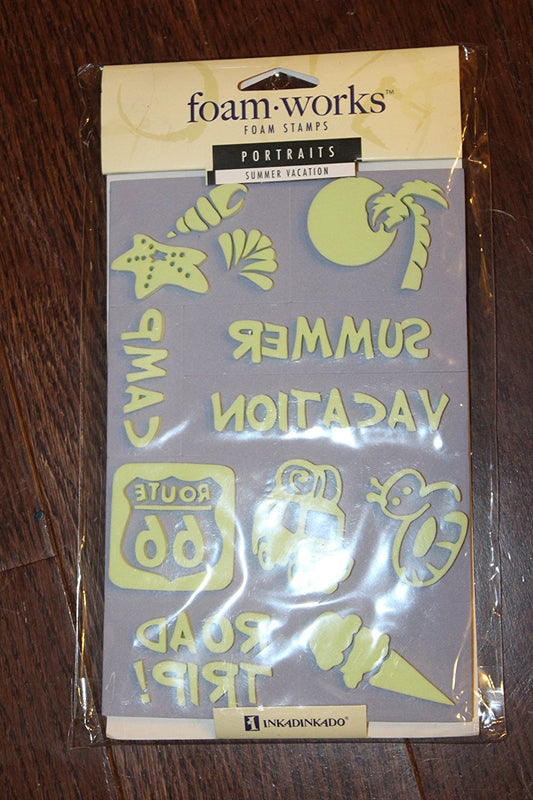 foam·works™
FOAM STAMPS
PORTRAITS
SUMMER VACATION
CAMP
SUMMER
VACATION
ROUTE
66
ROAD
TRIP!
INKADINKADO®